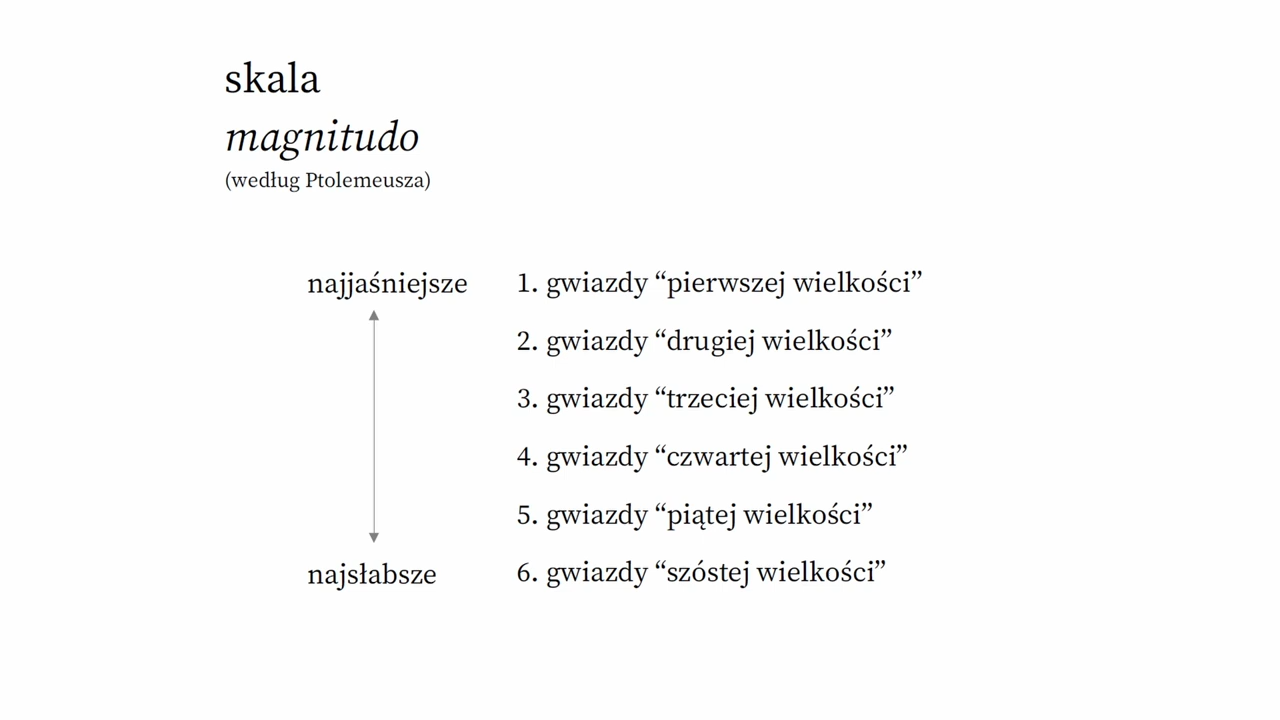 skala
magnitudo
(według Ptolemeusza)
najjaśniejsze
1. gwiazdy “pierwszej wielkości”
2. gwiazdy “drugiej wielkości”
3. gwiazdy “trzeciej wielkości”
4. gwiazdy “czwartej wielkości”
5. gwiazdy “piątej wielkości”
najsłabsze
6. gwiazdy “szóstej wielkości”